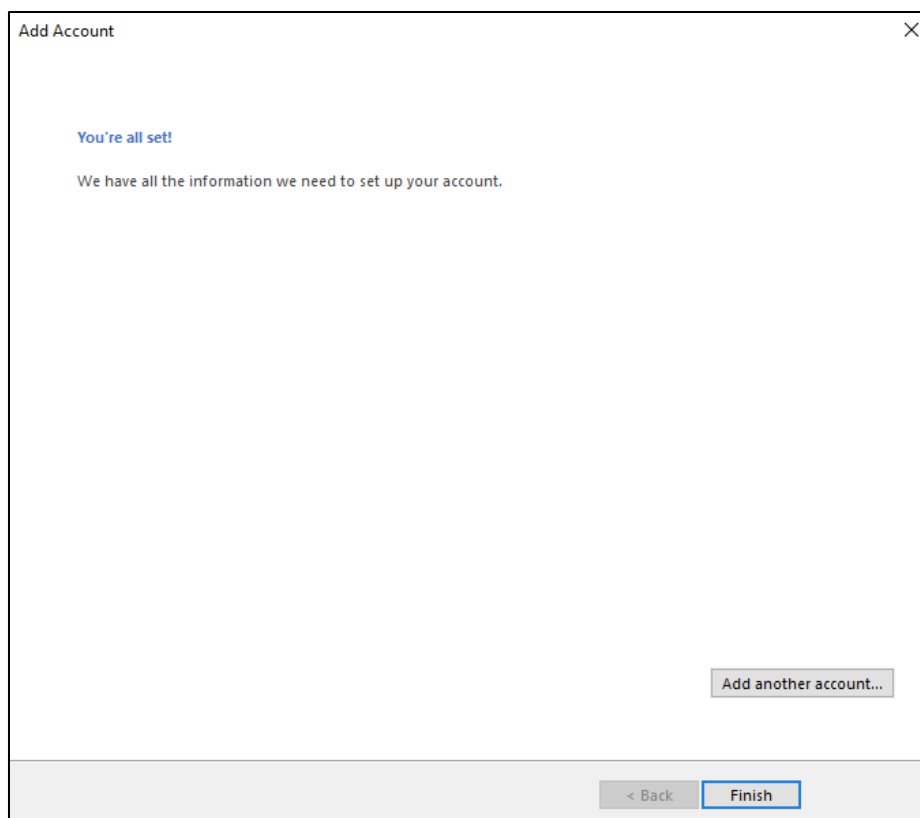 Add Account
You're all set!
We have all the information we need to set up your account.
Add another account...
< Back
Finish